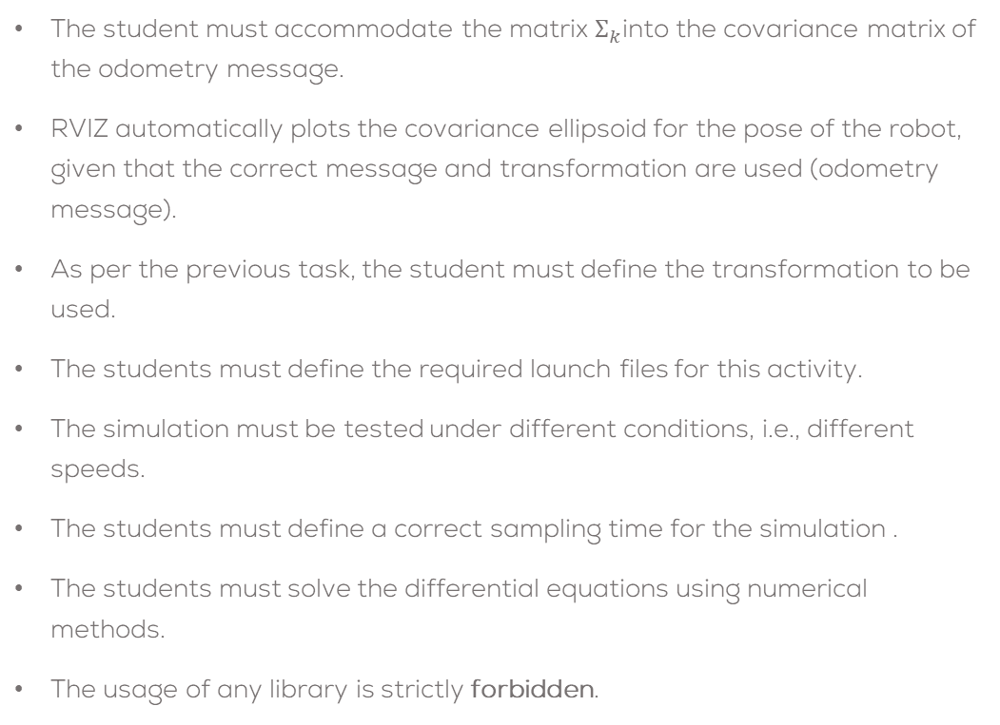 • The student must accommodate the matrix Σₖ into the covariance matrix of
the odometry message.
• RVIZ automatically plots the covariance ellipsoid for the pose of the robot,
given that the correct message and transformation are used (odometry
message).
• As per the previous task, the student must define the transformation to be
used.
• The students must define the required launch files for this activity.
• The simulation must be tested under different conditions, i.e., different
speeds.
• The students must define a correct sampling time for the simulation .
• The students must solve the differential equations using numerical
methods.
• The usage of any library is strictly forbidden.